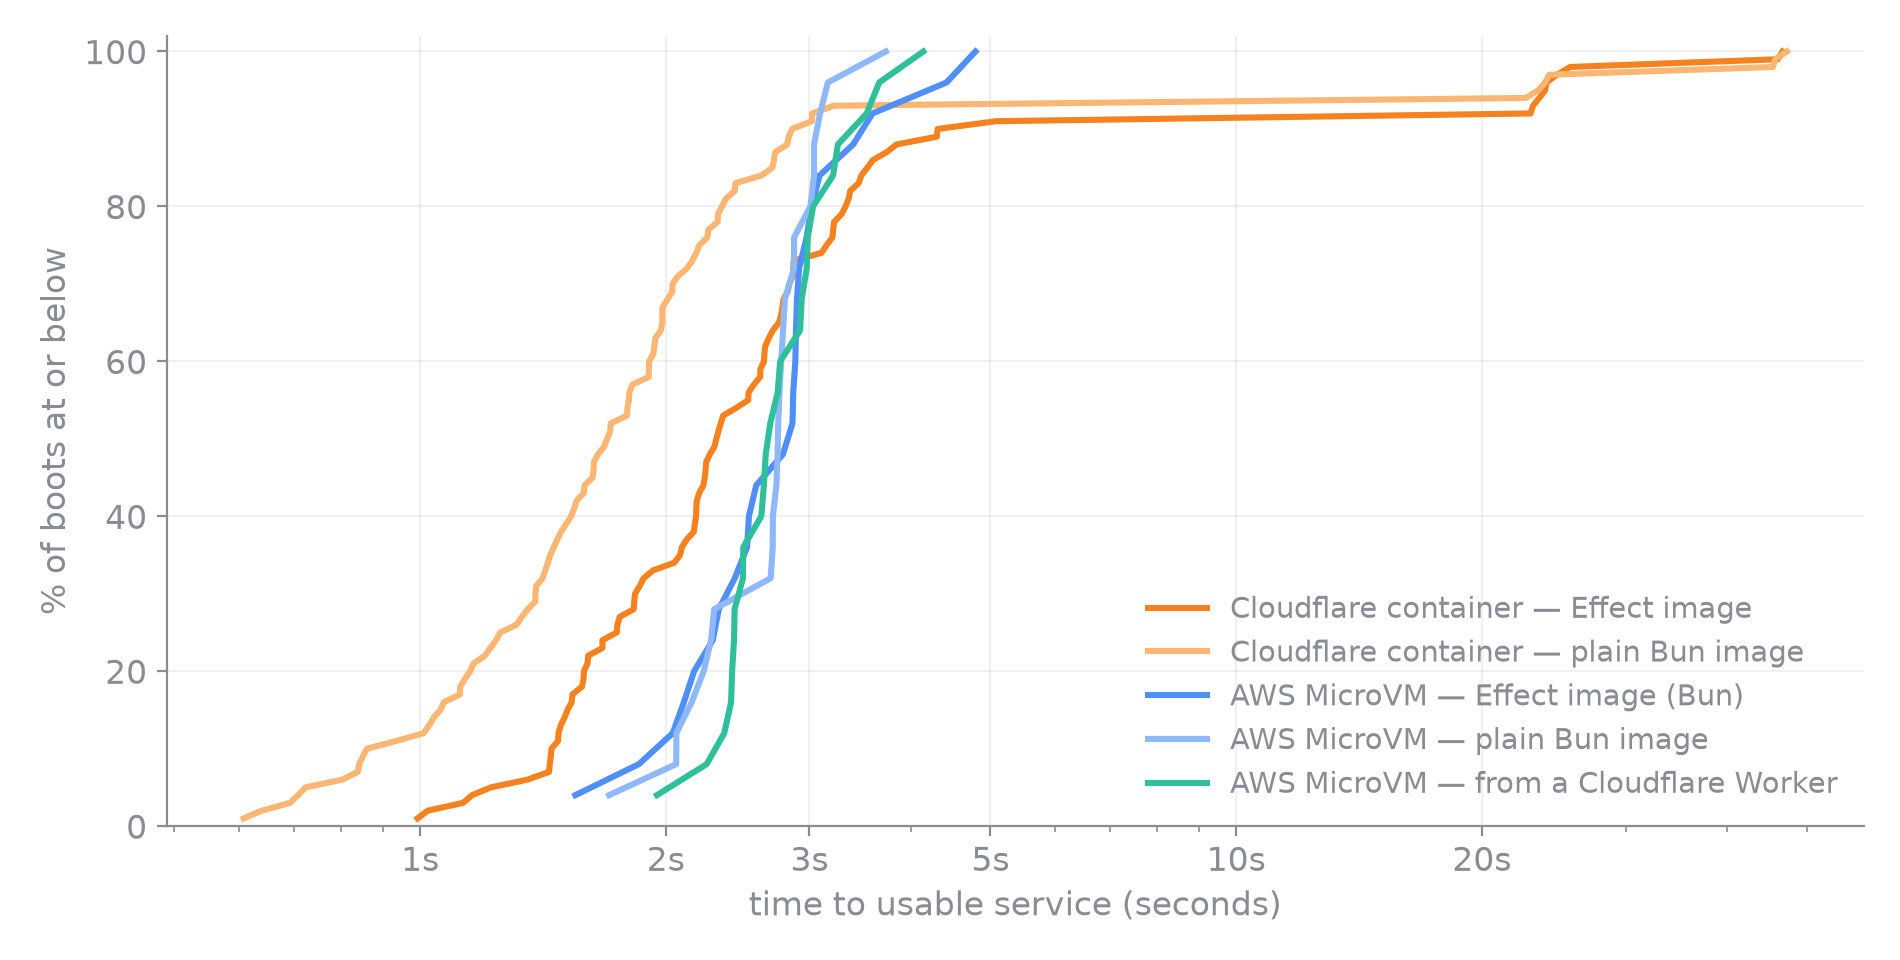 100
80
60
40
20
0
% of boots at or below
1s 2s 3s 5s 10s 20s
time to usable service (seconds)
Cloudflare container — Effect image
Cloudflare container — plain Bun image
AWS MicroVM — Effect image (Bun)
AWS MicroVM — plain Bun image
AWS MicroVM — from a Cloudflare Worker